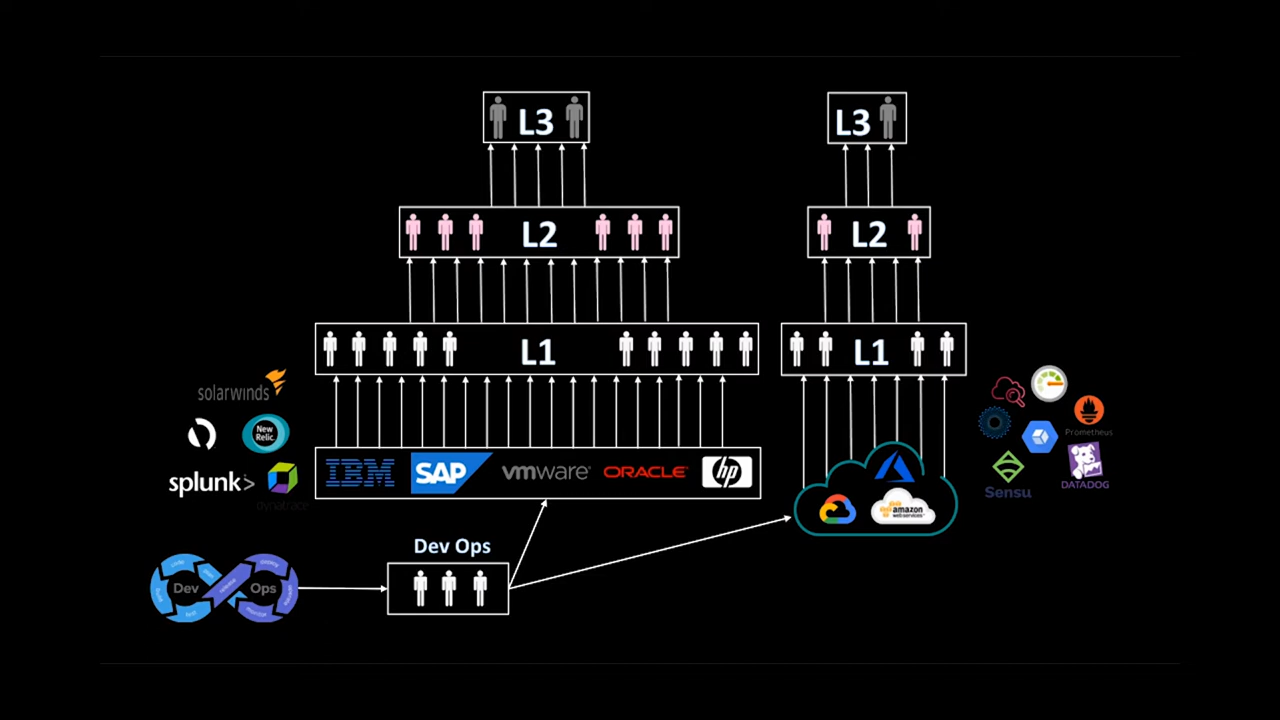 L3
L3
L2
L2
L1
L1
solarwinds
New
Relic.
splunk>
dynatrace
IBM
SAP
vmware
ORACLE
hp
amazon
web services
Prometheus
Sensu
DATADOG
Dev Ops
Dev
Ops